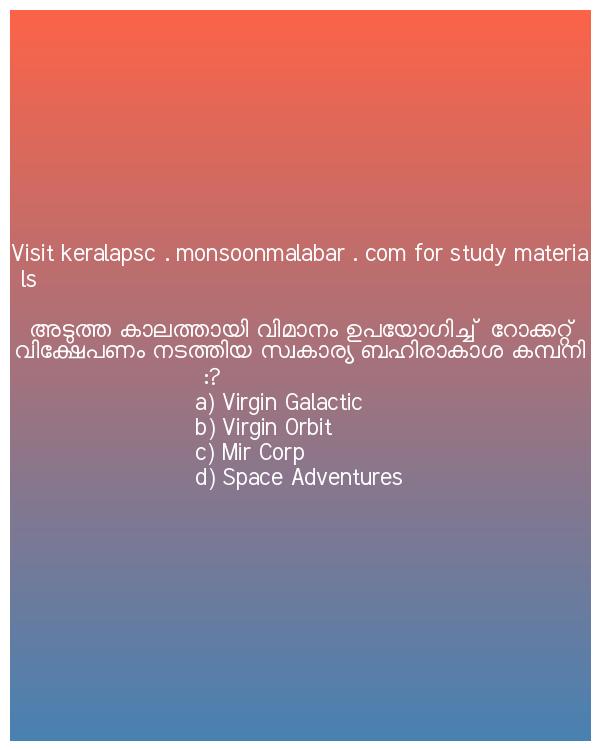 Visit keralapsc . monsoonmalabar . com for study materia
ls
അടുത്ത കാലത്തായി വിമാനം ഉപയോഗിച്ച് റോക്കറ്റ്
വിക്ഷേപണം നടത്തിയ സ്വകാര്യ ബഹിരാകാശ കമ്പനി
:?
a) Virgin Galactic
b) Virgin Orbit
c) Mir Corp
d) Space Adventures